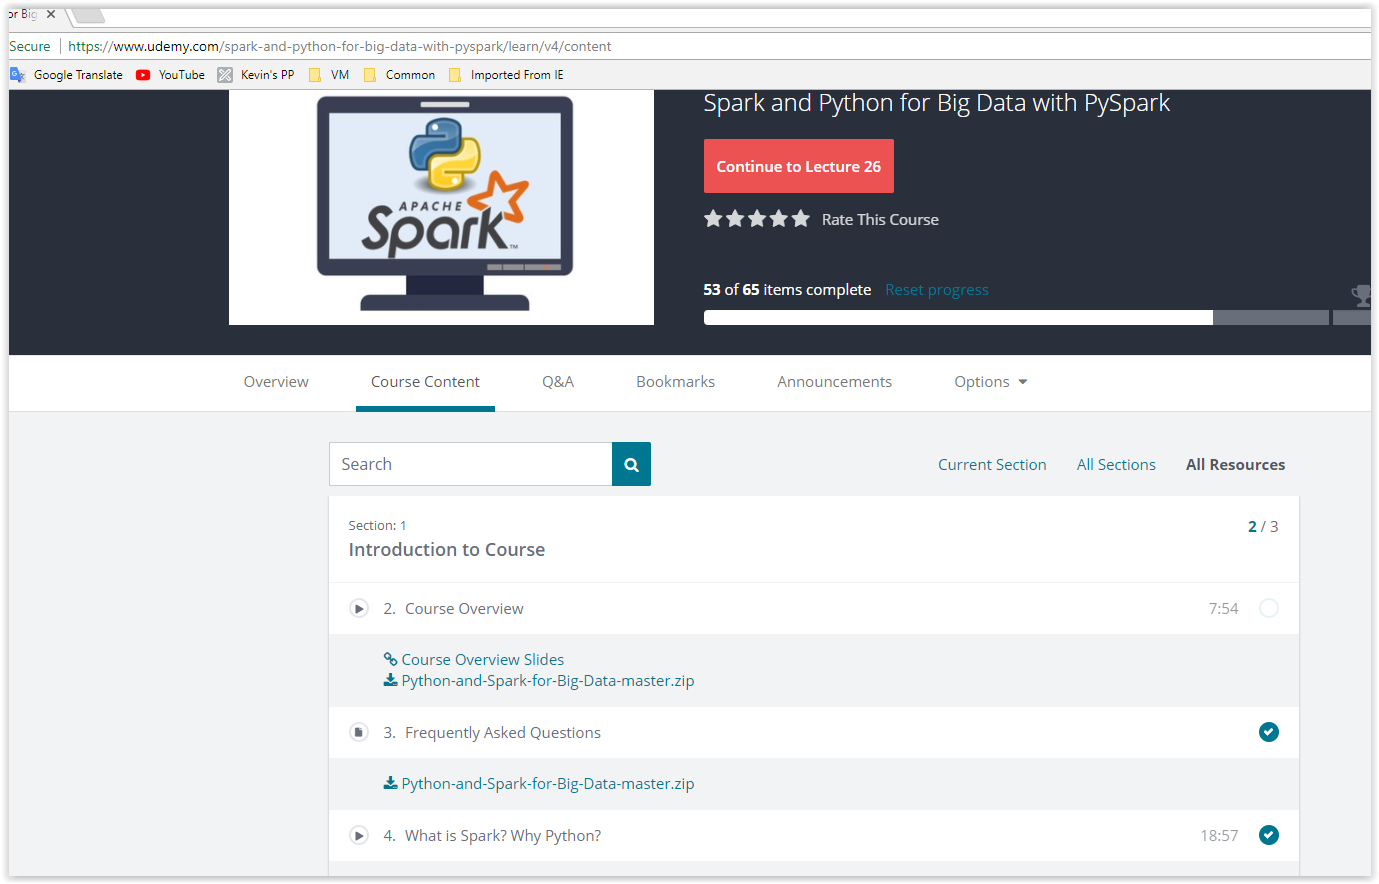 or Big
Secure https://www.udemy.com/spark-and-python-for-big-data-with-pyspark/learn/v4/content
Google Translate YouTube Kevin's PP VM Common Imported From IE
Spark and Python for Big Data with PySpark
APACHE
Spark™
Continue to Lecture 26
Rate This Course
53 of 65 items complete Reset progress
Overview Course Content Q&A Bookmarks Announcements Options
Search Current Section All Sections All Resources
Section: 1 2 / 3
Introduction to Course
2. Course Overview 7:54
Course Overview Slides
Python-and-Spark-for-Big-Data-master.zip
3. Frequently Asked Questions
Python-and-Spark-for-Big-Data-master.zip
4. What is Spark? Why Python? 18:57